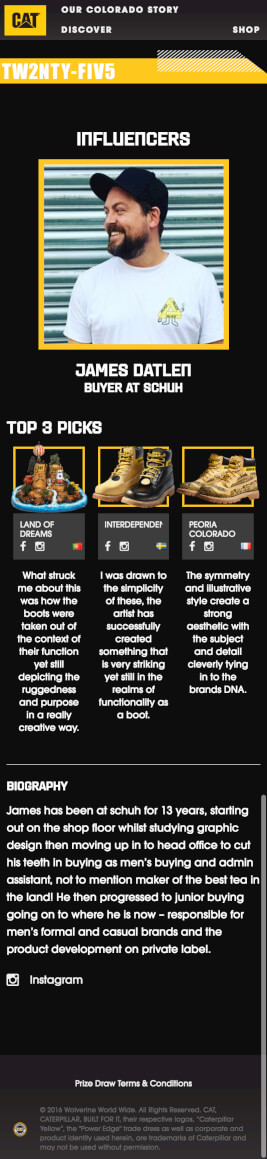 CAT
OUR COLORADO STORY
DISCOVER
SHOP
TW2NTY-FIV5
INFLUENCERS
JAMES DATLEN
BUYER AT SCHUH
TOP 3 PICKS
LAND OF
DREAMS
What struck
me about this
was how the
boots were
taken out of
the context of
their function
yet still
depicting the
ruggedness
and purpose
in a really
creative way.
INTERDEPENDEN
I was drawn to
the simplicity
of these, the
artist has
successfully
created
something that
is very striking
yet still in the
realms of
functionality as
a boot.
PEORIA
COLORADO
The symmetry
and illustrative
style create a
strong
aesthetic with
the subject
and detail
cleverly tying
in to the
brands DNA.
BIOGRAPHY
James has been at schuh for 13 years, starting
out on the shop floor whilst studying graphic
design then moving up in to head office to cut
his teeth in buying as men's buying and admin
assistant, not to mention maker of the best tea in
the land! He then progressed to junior buying
going on to where he is now – responsible for
men's formal and casual brands and the
product development on private label.
Instagram
Prize Draw Terms & Conditions
© 2016 Wolverine World Wide. All Rights Reserved. CAT,
CATERPILLAR, BUILT FOR IT, their respective logos, "Caterpillar
Yellow", the "Power Edge" trade dress as well as corporate and
product identity used herein, are trademarks of Caterpillar and
may not be used without permission.